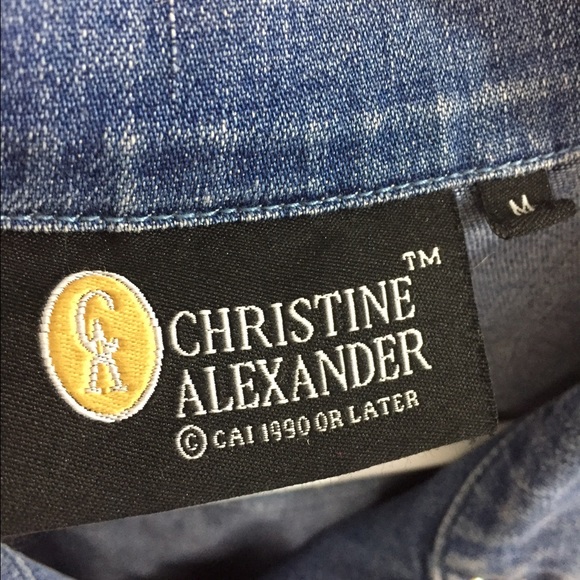 CA
CHRISTINE™
ALEXANDER
© CAI 1990 OR LATER
M